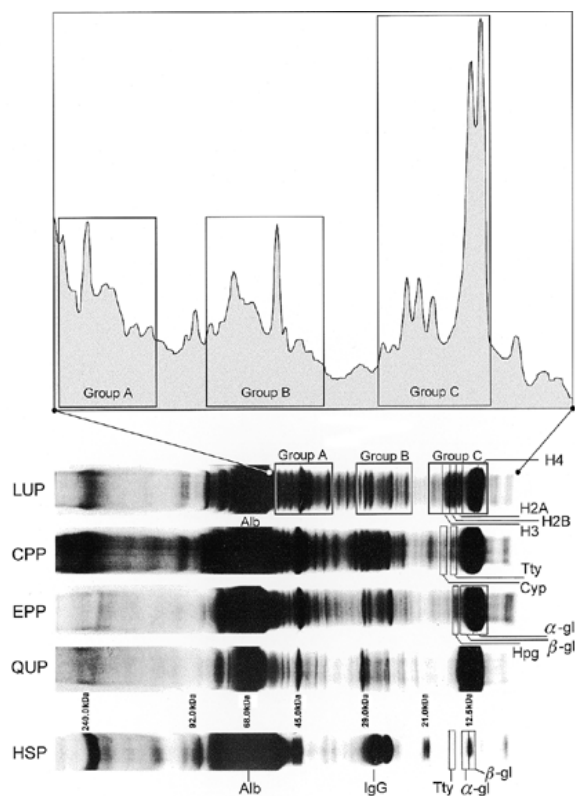 Group A
Group B
Group C
Group A
Group B
Group C
H4
LUP
Alb
H2A
H2B
H3
CPP
Tty
Cyp
EPP
α-gl
β-gl
Hpg
QUP
240.0kDa
92.0kDa
68.0kDa
45.0kDa
29.0kDa
21.0kDa
12.5kDa
HSP
Alb
IgG
Tty
α-gl
β-gl